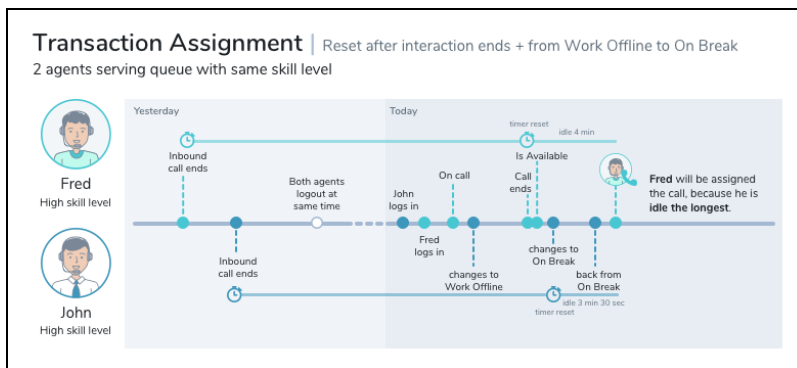 Transaction Assignment | Reset after interaction ends + from Work Offline to On Break
2 agents serving queue with same skill level
Yesterday
Today
timer reset
idle 4 min
Inbound
call ends
Is Available
Fred
High skill level
Both agents
logout at
same time
John
logs in
On call
Call
ends
Fred will be assigned
the call, because he is
idle the longest.
Fred
logs in
Inbound
call ends
changes to
Work Offline
changes to
On Break
back from
On Break
John
High skill level
idle 3 min 30 sec
timer reset